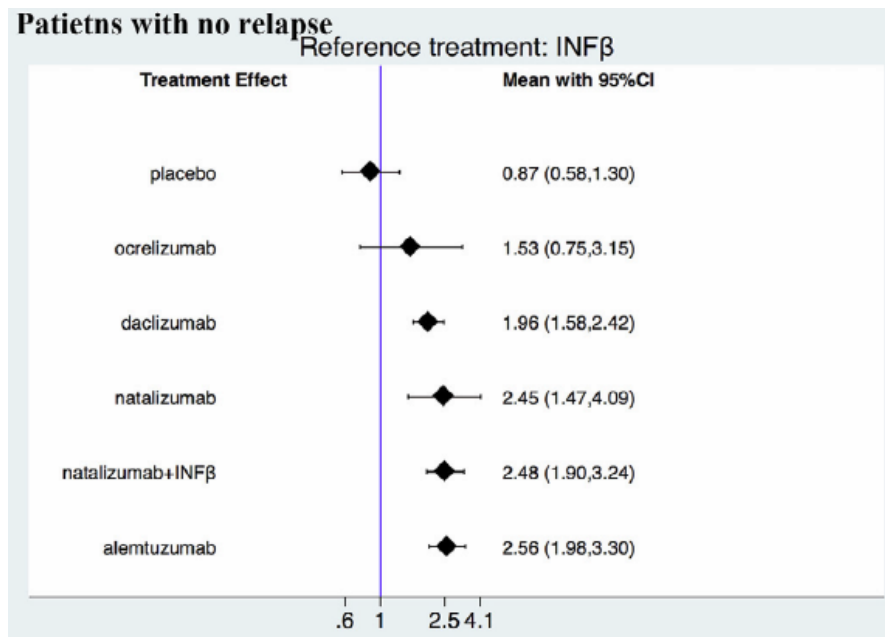 Patietns with no relapse
Reference treatment: INFβ
Treatment Effect Mean with 95%CI
placebo 0.87 (0.58,1.30)
ocrelizumab 1.53 (0.75,3.15)
daclizumab 1.96 (1.58,2.42)
natalizumab 2.45 (1.47,4.09)
natalizumab+INFβ 2.48 (1.90,3.24)
alemtuzumab 2.56 (1.98,3.30)
.6 1 2.5 4.1